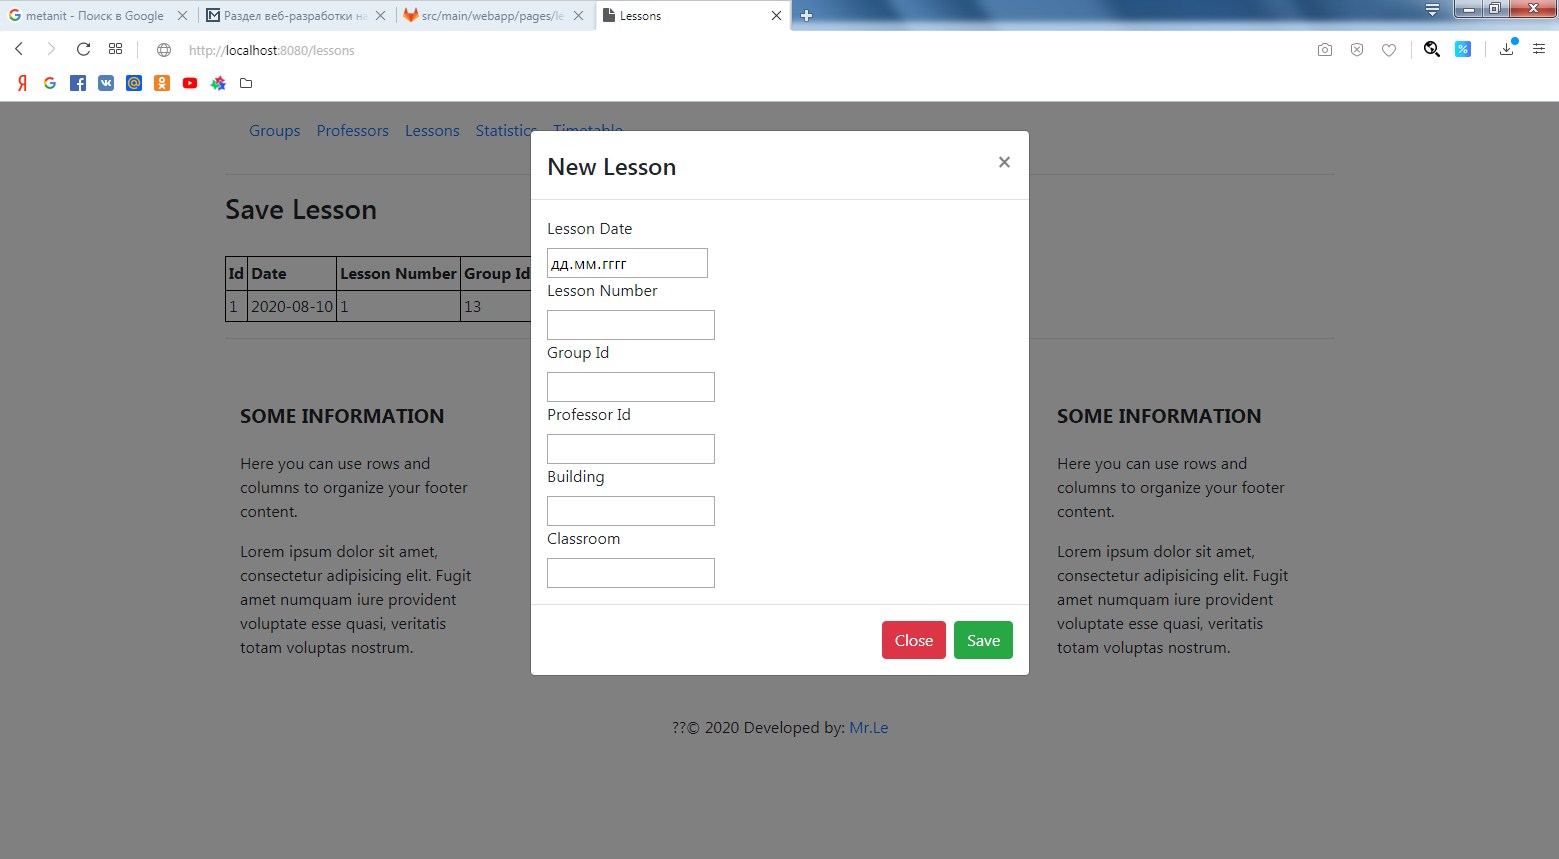 metanit - Поиск в Google
Раздел веб-разработки на
src/main/webapp/pages/le
Lessons
http://localhost:8080/lessons
Groups Professors Lessons Statistics Timetable
New Lesson
×
Save Lesson
Lesson Date
дд.мм.гггг
Id Date Lesson Number Group Id
1 2020-08-10 1 13
Lesson Number
Group Id
Professor Id
Building
Classroom
Close Save
SOME INFORMATION
Here you can use rows and
columns to organize your footer
content.
Lorem ipsum dolor sit amet,
consectetur adipisicing elit. Fugit
amet numquam iure provident
voluptate esse quasi, veritatis
totam voluptas nostrum.
SOME INFORMATION
Here you can use rows and
columns to organize your footer
content.
Lorem ipsum dolor sit amet,
consectetur adipisicing elit. Fugit
amet numquam iure provident
voluptate esse quasi, veritatis
totam voluptas nostrum.
??© 2020 Developed by: Mr.Le